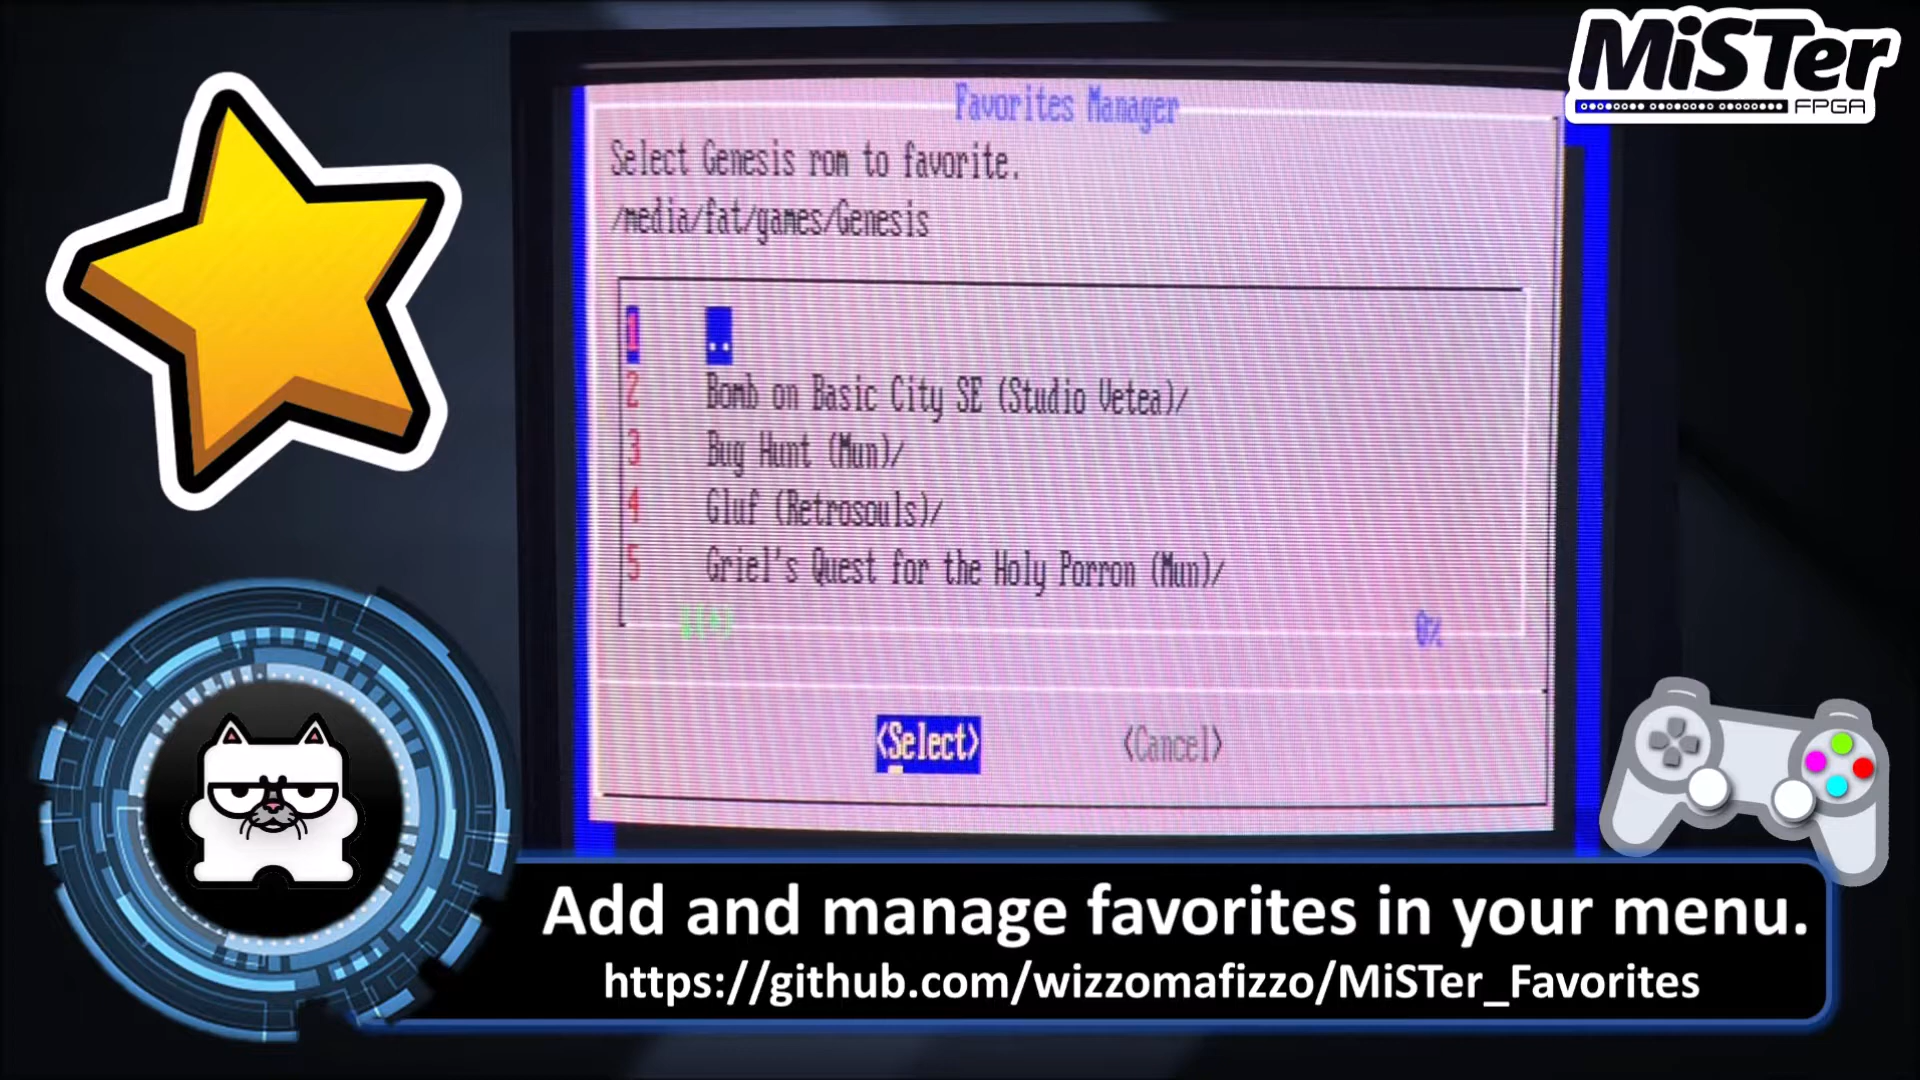 MiSTer
FPGA
Favorites Manager
Select Genesis rom to favorite.
/media/fat/games/Genesis
1 ..
2 Bomb on Basic City SE (Studio Vetea)/
3 Bug Hunt (Mun)/
4 Gluf (Retrosouls)/
5 Griel's Quest for the Holy Porron (Mun)/
0%
<Select> <Cancel>
Add and manage favorites in your menu.
https://github.com/wizzomafizzo/MiSTer_Favorites